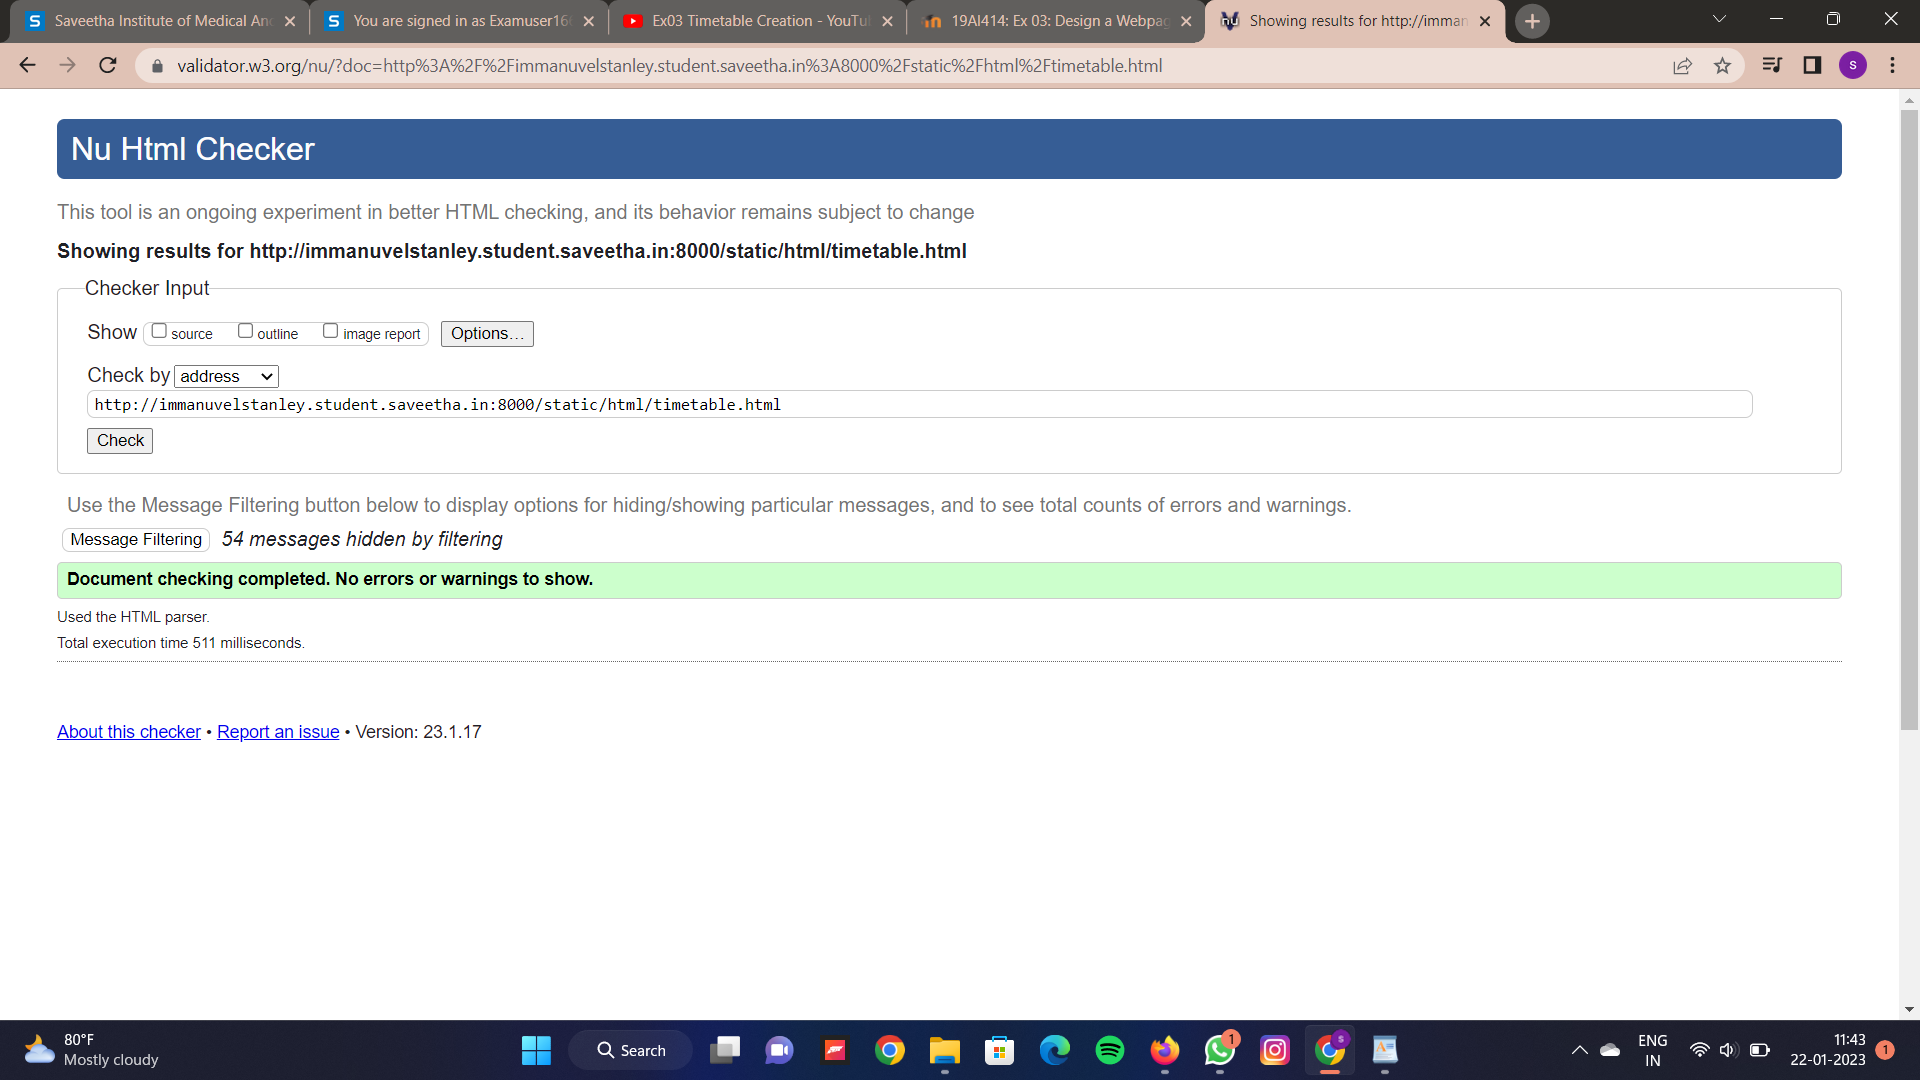 Saveetha Institute of Medical An
You are signed in as Examuser16
Ex03 Timetable Creation - YouTu
19AI414: Ex 03: Design a Webpag
Showing results for http://imman
validator.w3.org/nu/?doc=http%3A%2F%2Fimmanuvelstanley.student.saveetha.in%3A8000%2Fstatic%2Fhtml%2Ftimetable.html
S
Nu Html Checker
This tool is an ongoing experiment in better HTML checking, and its behavior remains subject to change
Showing results for http://immanuvelstanley.student.saveetha.in:8000/static/html/timetable.html
Checker Input
Show source outline image report Options...
Check by address
http://immanuvelstanley.student.saveetha.in:8000/static/html/timetable.html
Check
Use the Message Filtering button below to display options for hiding/showing particular messages, and to see total counts of errors and warnings.
Message Filtering 54 messages hidden by filtering
Document checking completed. No errors or warnings to show.
Used the HTML parser.
Total execution time 511 milliseconds.
About this checker • Report an issue • Version: 23.1.17
80°F
Mostly cloudy
Search
1
ENG
IN
11:43
22-01-2023
1